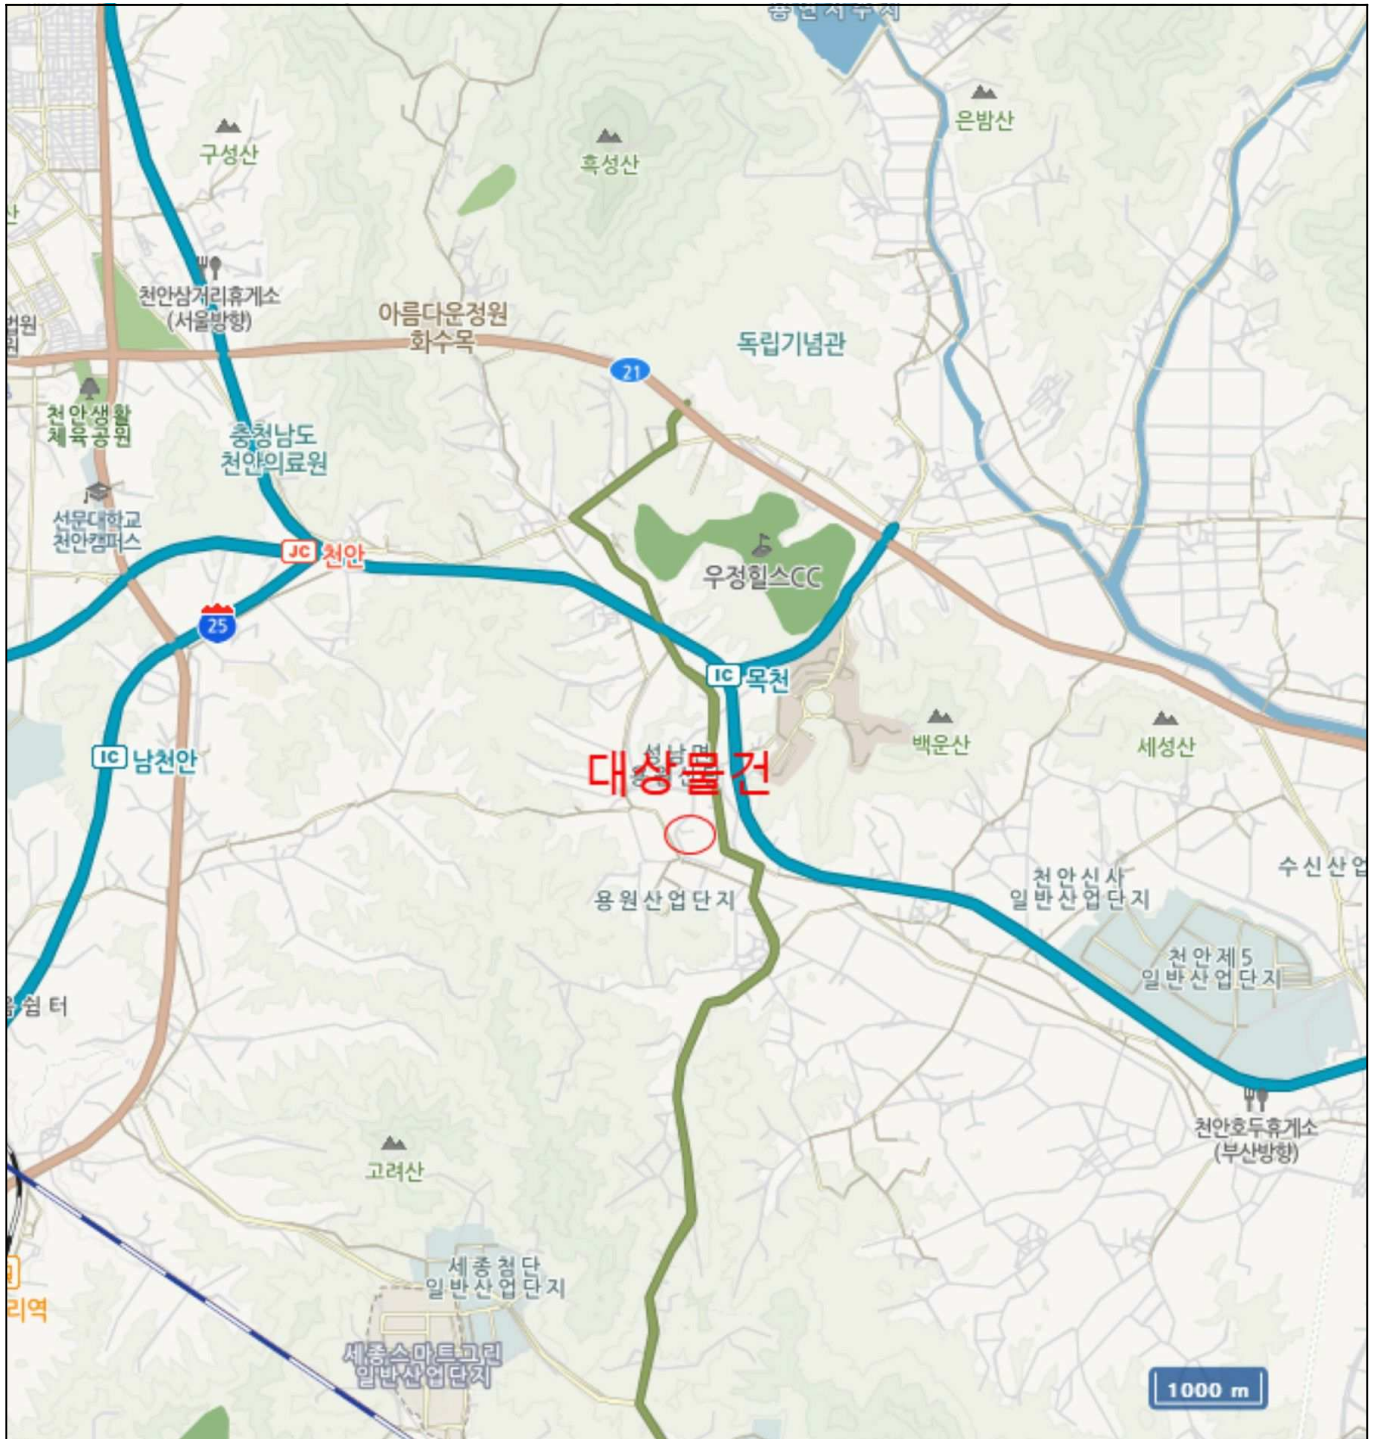 은밤산
구성산
흑성산
천안삼거리휴게소
(서울방향)
아름다운정원
화수목
독립기념관
21
천안생활
체육공원
충청남도
천안의료원
선문대학교
천안캠퍼스
JC 천안
우정힐스CC
25
IC 목천
백운산
세성산
IC 남천안
성남면
대상물건
용원산업단지
천안신사
일반산업단지
수신산업
천안제5
일반산업단지
쉼터
천안호두휴게소
(부산방향)
고려산
세종첨단
일반산업단지
리역
세종스마트그린
일반산업단지
1000 m